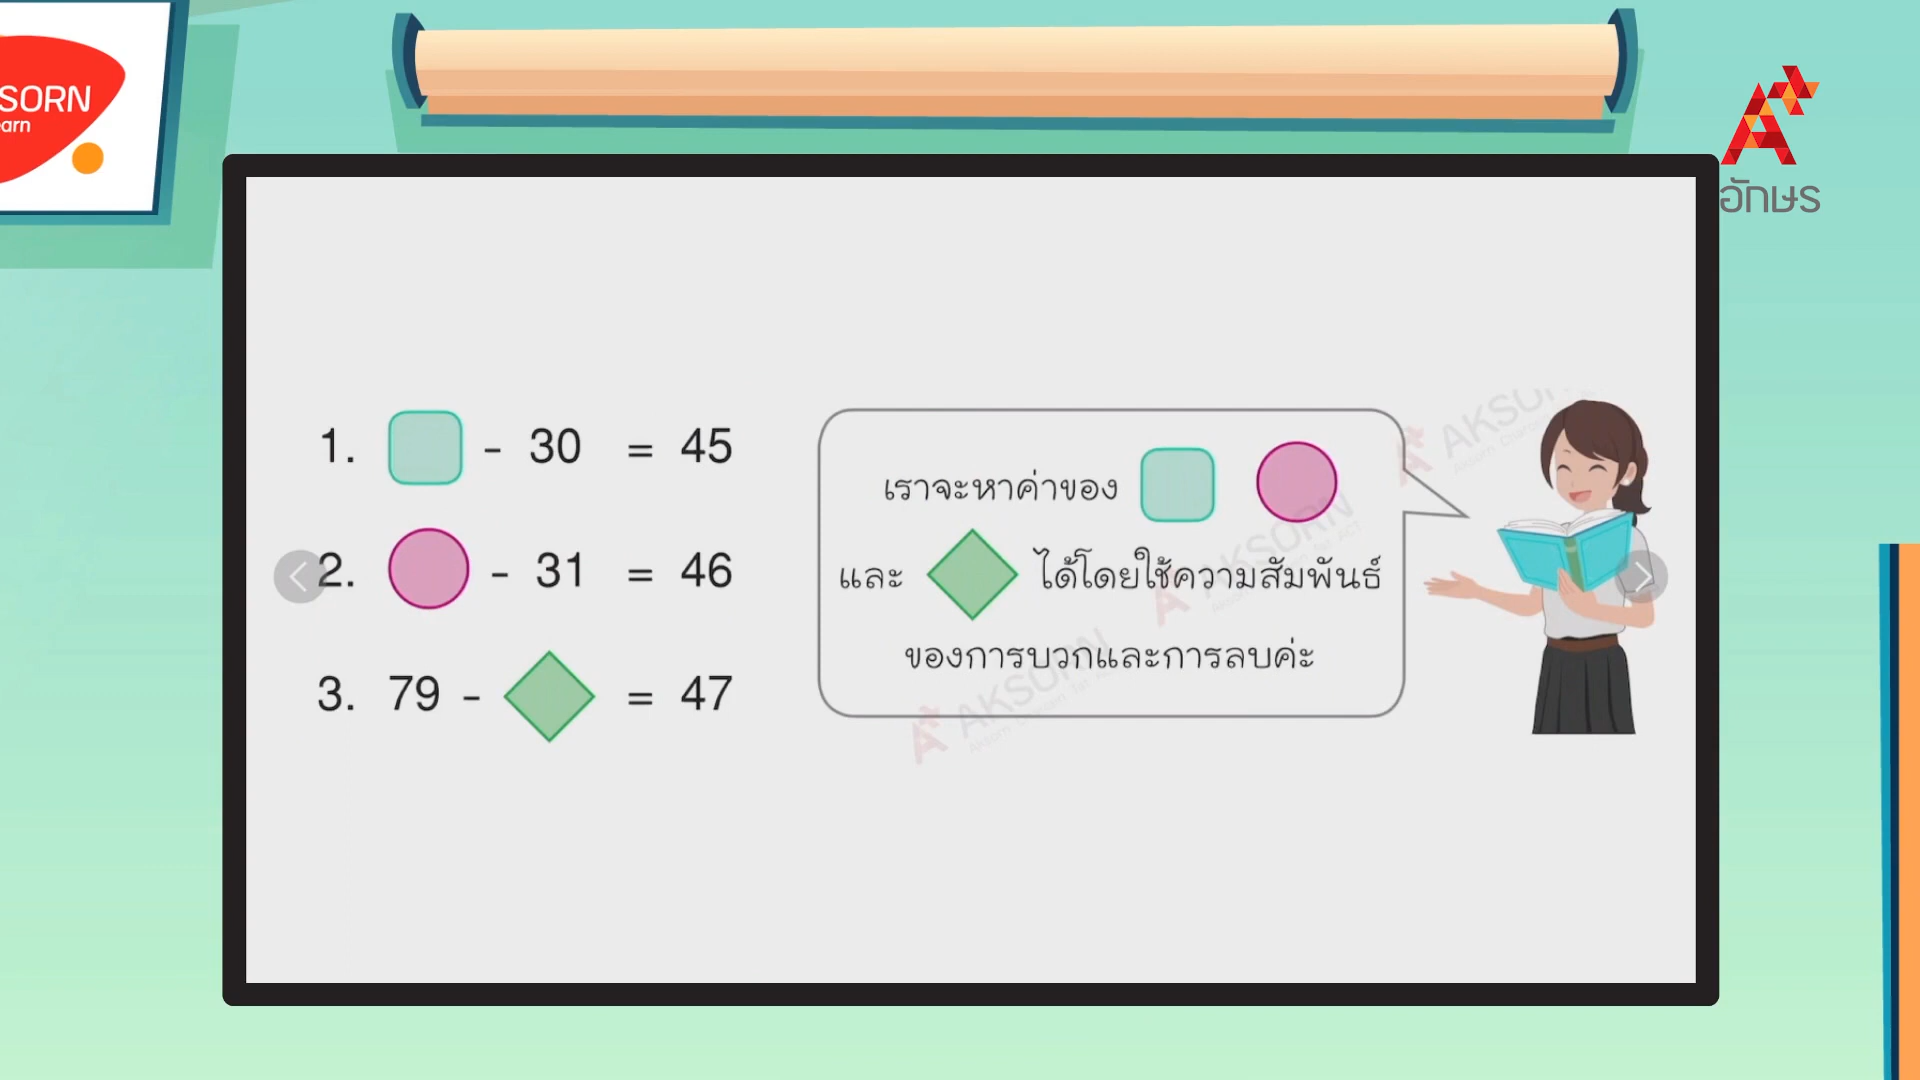 SORN
arn
อักษร
1. - 30 = 45
2. - 31 = 46
3. 79 - = 47
เราจะหาค่าของ
และ ได้โดยใช้ความสัมพันธ์
ของการบวกและการลบค่ะ
AKSORN
AKSORN
AKSORN